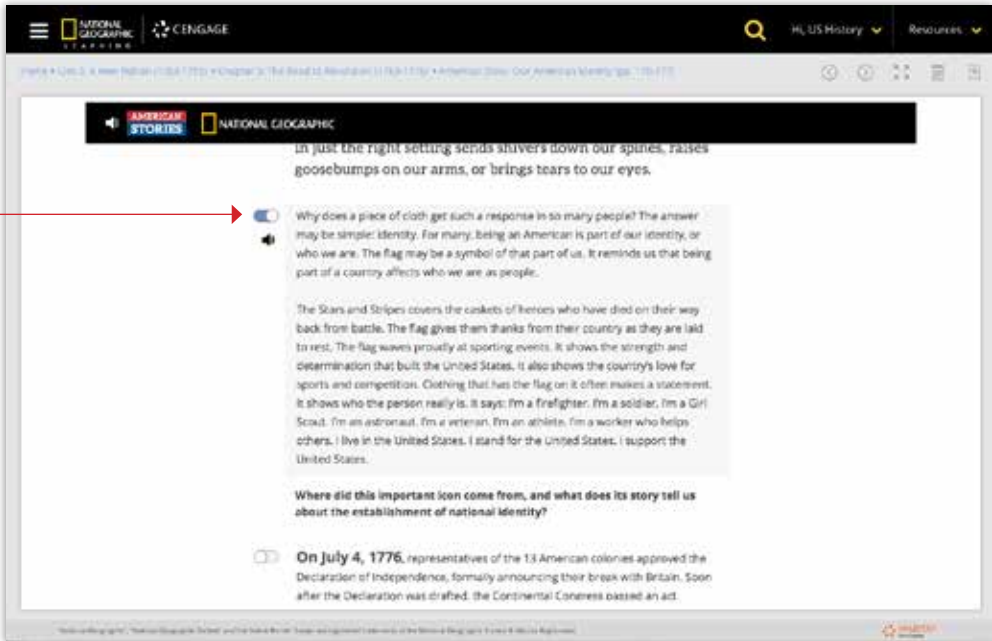 NATIONAL
GEOGRAPHIC
LEARNING
CENGAGE
Hi, US History
Resources
AMERICAN
STORIES
NATIONAL GEOGRAPHIC
in just the right setting sends shivers down our spines, raises
goosebumps on our arms, or brings tears to our eyes.
Why does a piece of cloth get such a response in so many people? The answer
may be simple: identity. For many, being an American is part of our identity, or
who we are. The flag may be a symbol of that part of us. It reminds us that being
part of a country affects who we are as people.
The Stars and Stripes covers the caskets of heroes who have died on their way
back from battle. The flag gives them thanks from their country as they are laid
to rest. The flag waves proudly at sporting events. It shows the strength and
determination that built the United States. It also shows the country's love for
sports and competition. Clothing that has the flag on it often makes a statement.
It shows who the person really is. It says: I'm a firefighter. I'm a soldier. I'm a Girl
Scout. I'm an astronaut. I'm a veteran. I'm an athlete. I'm a worker who helps
others. I live in the United States. I stand for the United States. I support the
United States.
Where did this important icon come from, and what does its story tell us
about the establishment of national identity?
On July 4, 1776, representatives of the 13 American colonies approved the
Declaration of Independence, formally announcing their break with Britain. Soon
after the Declaration was drafted, the Continental Congress passed an act